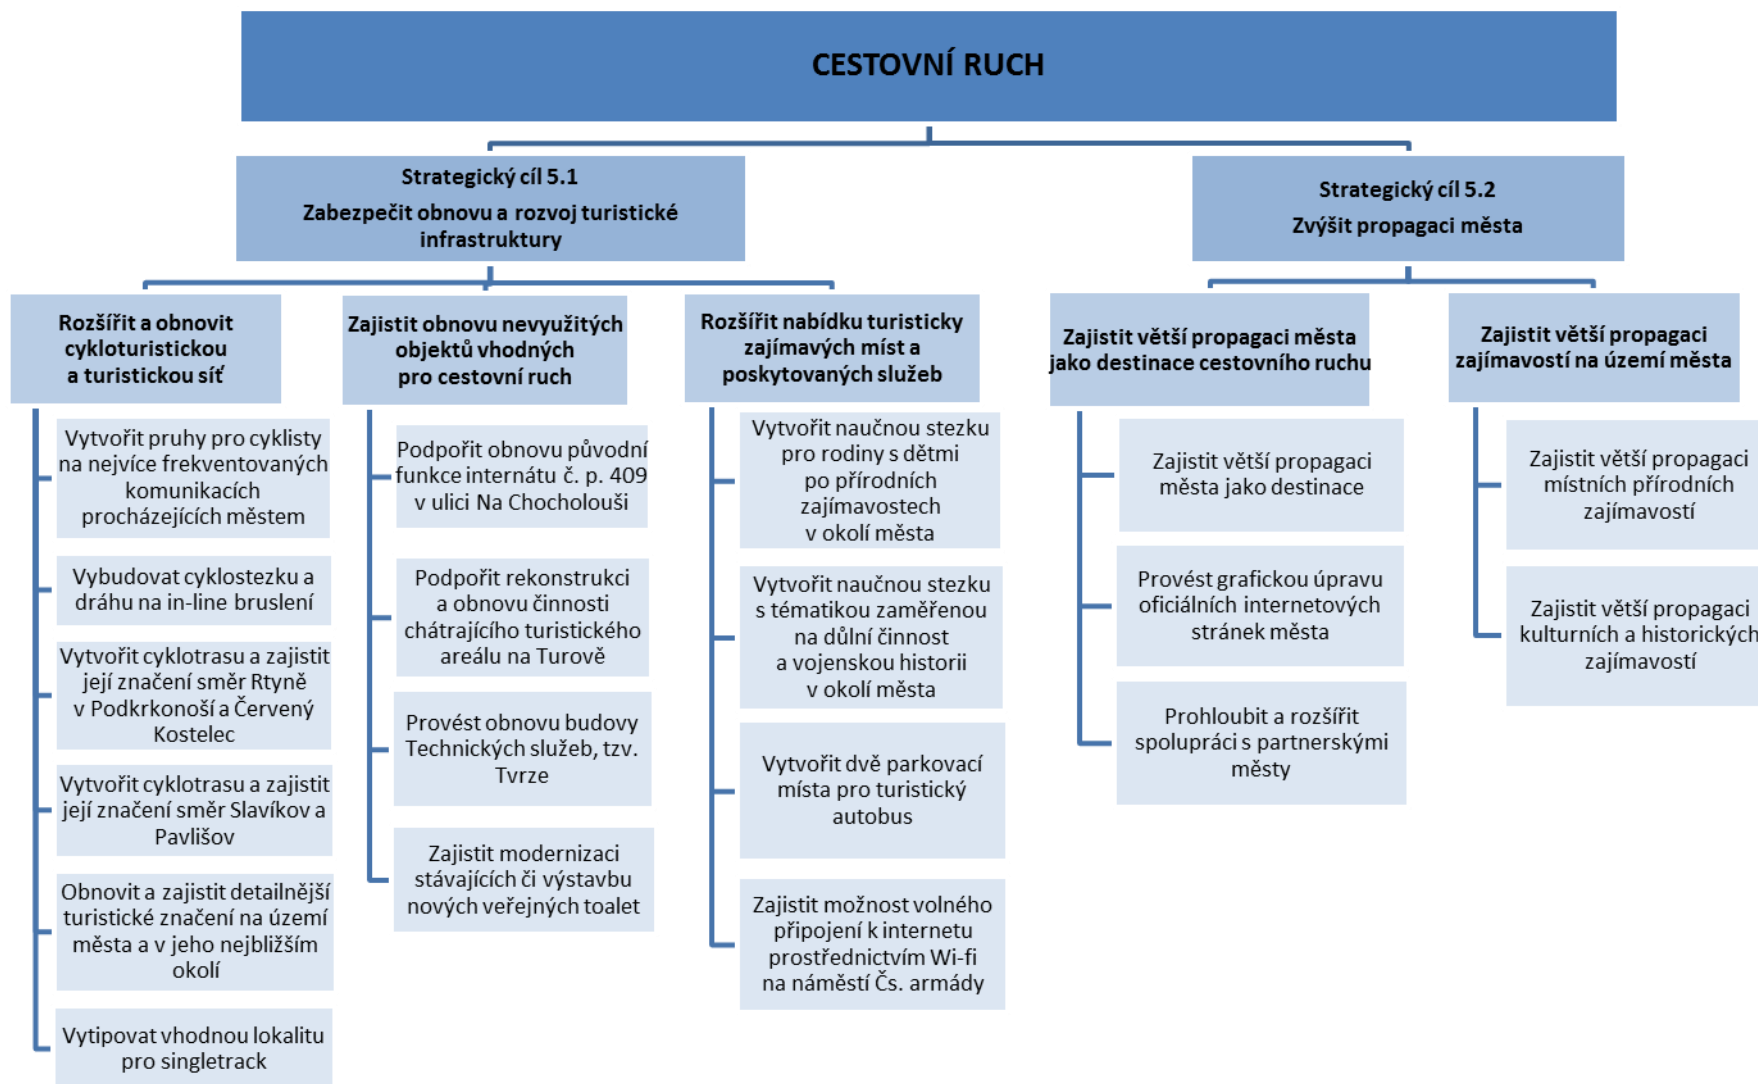 CESTOVNÍ RUCH
Strategický cíl 5.1
Zabezpečit obnovu a rozvoj turistické
infrastruktury
Strategický cíl 5.2
Zvýšit propagaci města
Rozšířit a obnovit
cykloturistickou
a turistickou síť
Vytvořit pruhy pro cyklisty
na nejvíce frekventovaných
komunikacích
procházejících městem
Vybudovat cyklostezku a
dráhu na in-line bruslení
Vytvořit cyklotrasu a zajistit
její značení směr Rtyně
v Podkrkonoší a Červený
Kostelec
Vytvořit cyklotrasu a zajistit
její značení směr Slavíkov a
Pavlišov
Obnovit a zajistit detailnější
turistické značení na území
města a v jeho nejbližším
okolí
Vytipovat vhodnou lokalitu
pro singletrack
Zajistit obnovu nevyužitých
objektů vhodných
pro cestovní ruch
Podpořit obnovu původní
funkce internátu č. p. 409
v ulici Na Chocholouši
Podpořit rekonstrukci
a obnovu činnosti
chátrajícího turistického
areálu na Turově
Provést obnovu budovy
Technických služeb, tzv.
Tvrze
Zajistit modernizaci
stávajících či výstavbu
nových veřejných toalet
Rozšířit nabídku turisticky
zajímavých míst a
poskytovaných služeb
Vytvořit naučnou stezku
pro rodiny s dětmi
po přírodních
zajímavostech
v okolí města
Vytvořit naučnou stezku
s tématikou zaměřenou
na důlní činnost
a vojenskou historii
v okolí města
Vytvořit dvě parkovací
místa pro turistický
autobus
Zajistit možnost volného
připojení k internetu
prostřednictvím Wi-fi
na náměstí Čs. armády
Zajistit větší propagaci města
jako destinace cestovního ruchu
Zajistit větší propagaci
města jako destinace
Provést grafickou úpravu
oficiálních internetových
stránek města
Prohloubit a rozšířit
spolupráci s partnerskými
městy
Zajistit větší propagaci
zajímavostí na území města
Zajistit větší propagaci
místních přírodních
zajímavostí
Zajistit větší propagaci
kulturních a historických
zajímavostí